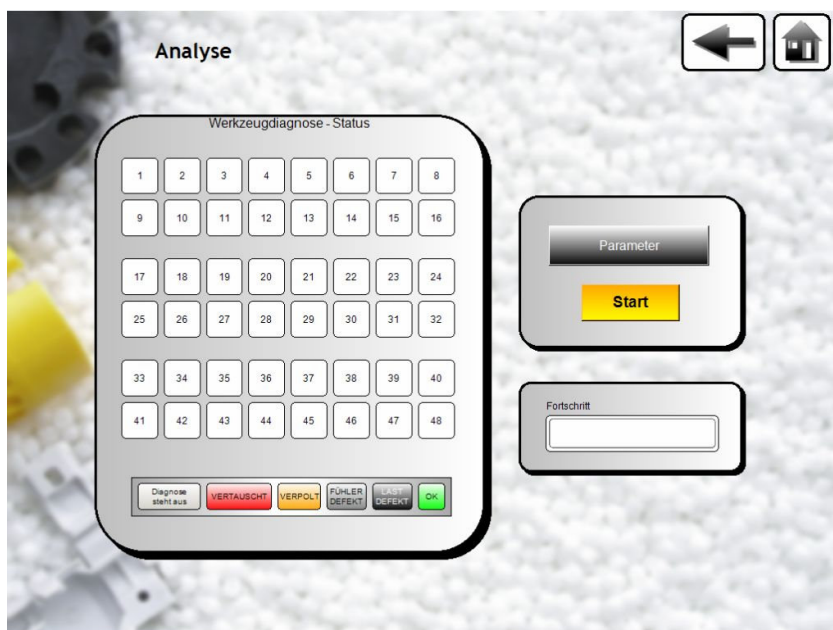 Analyse
Werkzeugdiagnose - Status
1 2 3 4 5 6 7 8
9 10 11 12 13 14 15 16
17 18 19 20 21 22 23 24
25 26 27 28 29 30 31 32
33 34 35 36 37 38 39 40
41 42 43 44 45 46 47 48
Diagnose
steht aus
VERTAUSCHT
VERPOLT
FÜHLER
DEFEKT
LAST
DEFEKT
OK
Parameter
Start
Fortschritt